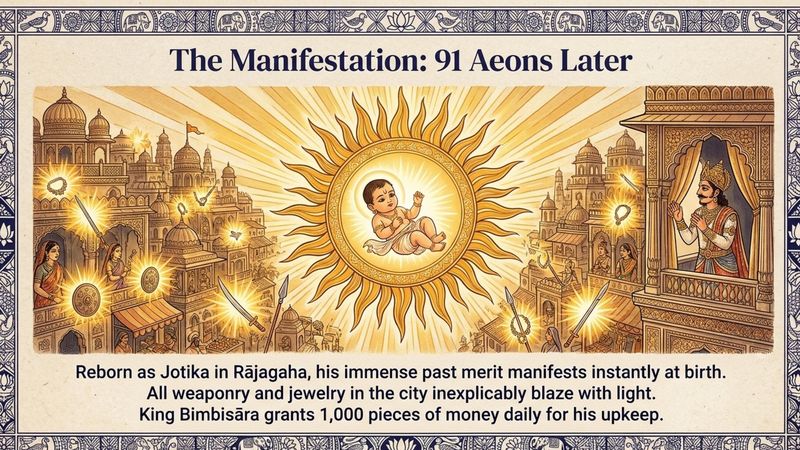 The Manifestation: 91 Aeons Later
Reborn as Jotika in Rājagaha, his immense past merit manifests instantly at birth.
All weaponry and jewelry in the city inexplicably blaze with light.
King Bimbisāra grants 1,000 pieces of money daily for his upkeep.